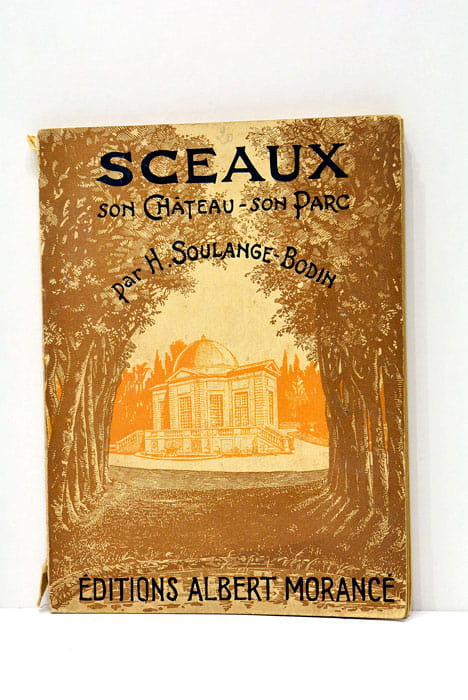 SCEAUX
SON CHÂTEAU - SON PARC
par H. SOULANGE-BODIN
ÉDITIONS ALBERT MORANCÉ